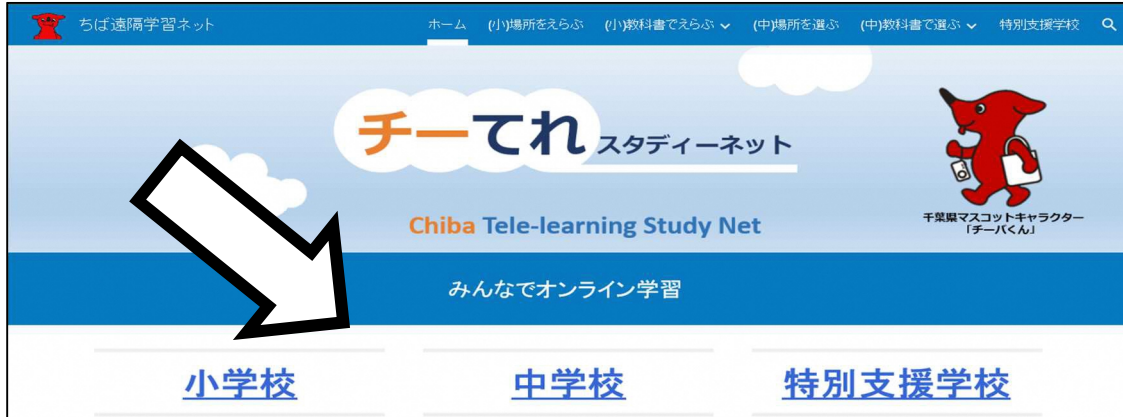 ちば遠隔学習ネット
ホーム (小)場所をえらぶ (小)教科書でえらぶ (中)場所を選ぶ (中)教科書で選ぶ 特別支援学校
チーてれ スタディーネット
Chiba Tele-learning Study Net
千葉県マスコットキャラクター
「チーバくん」
みんなでオンライン学習
小学校 中学校 特別支援学校